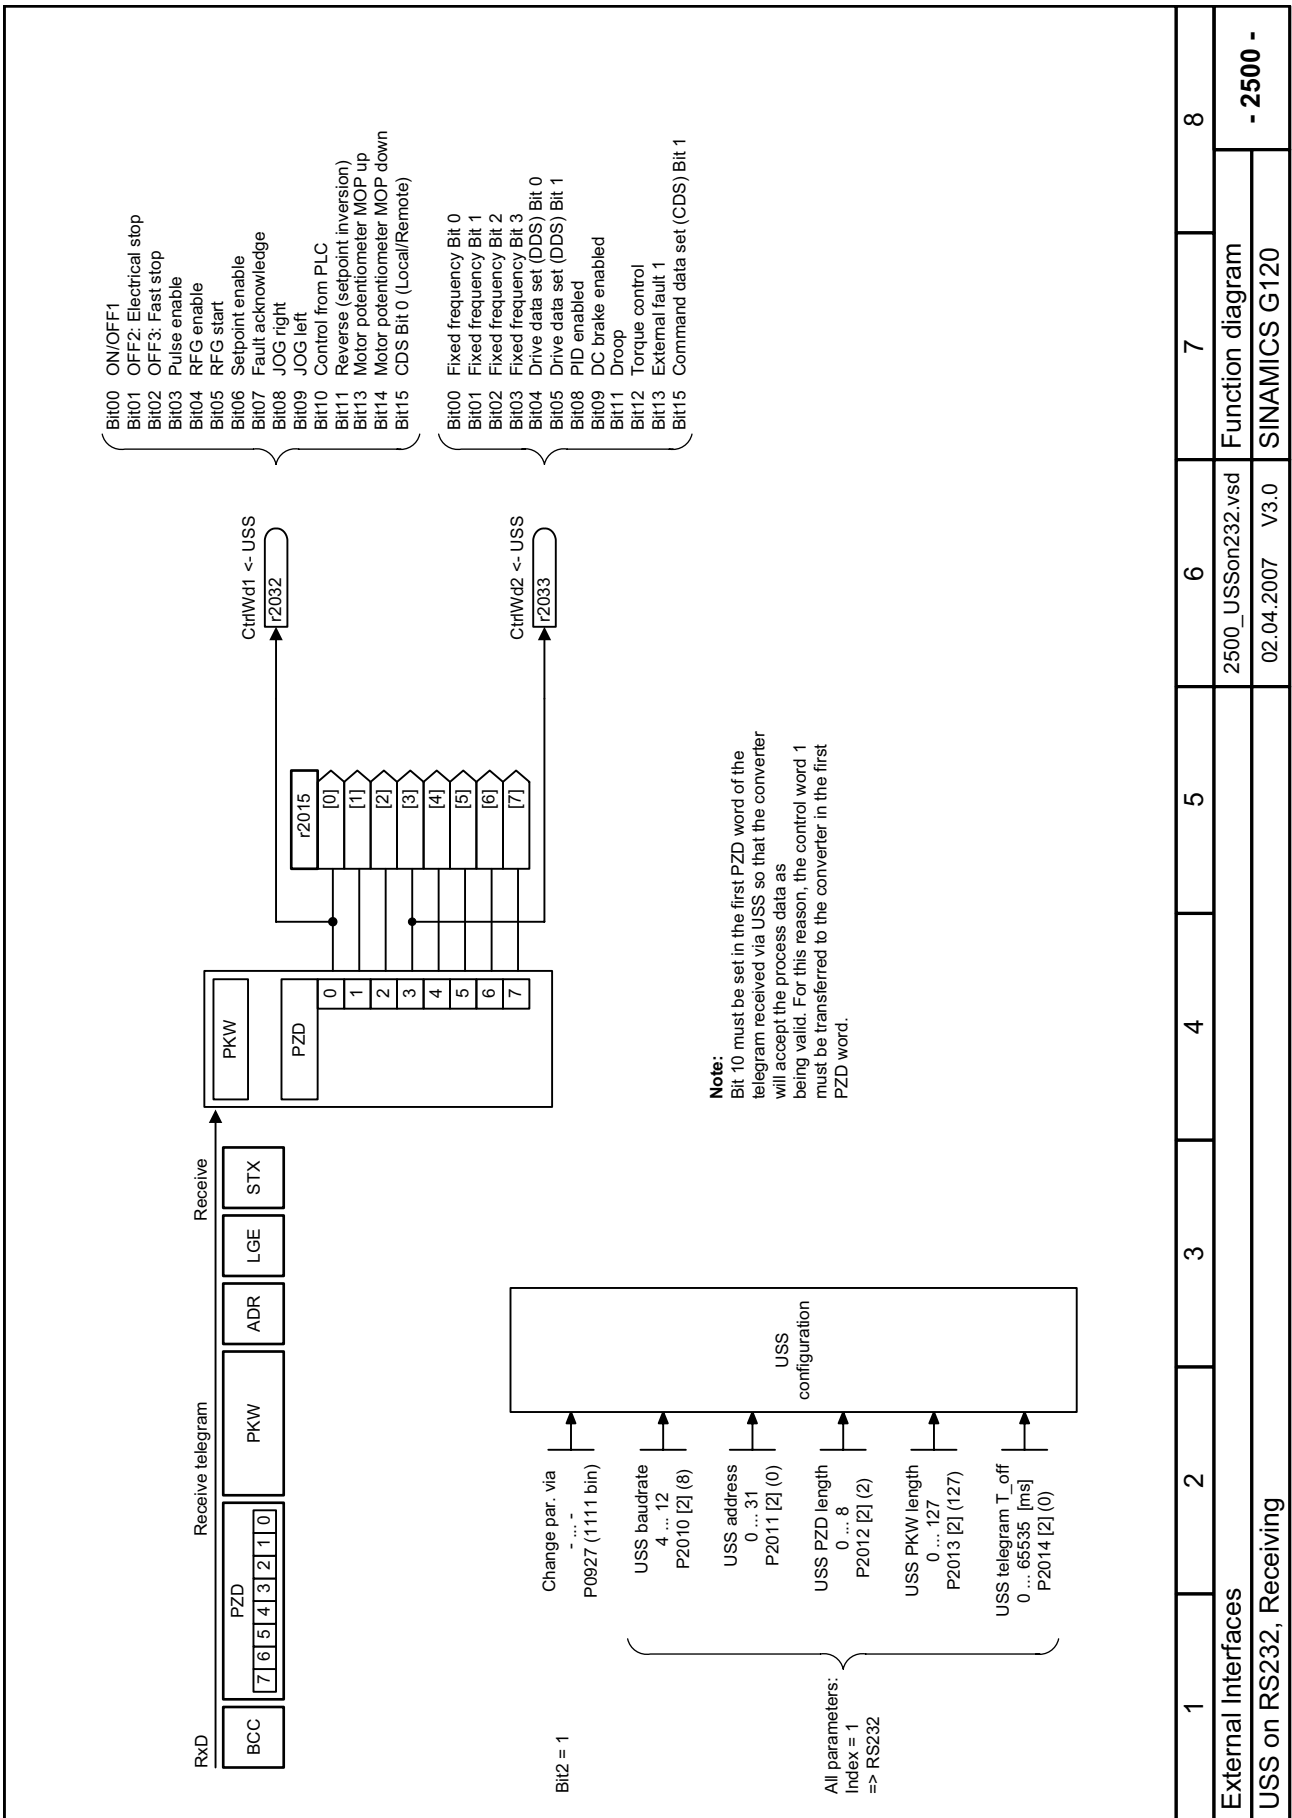 RxD
Receive telegram
Receive
BCC
PZD
7 6 5 4 3 2 1 0
PKW
ADR
LGE
STX
PKW
PZD
0
1
2
3
4
5
6
7
r2015
[0]
[1]
[2]
[3]
[4]
[5]
[6]
[7]
CtrlWd1 <- USS
r2032
CtrlWd2 <- USS
r2033
Bit00 ON/OFF1
Bit01 OFF2: Electrical stop
Bit02 OFF3: Fast stop
Bit03 Pulse enable
Bit04 RFG enable
Bit05 RFG start
Bit06 Setpoint enable
Bit07 Fault acknowledge
Bit08 JOG right
Bit09 JOG left
Bit10 Control from PLC
Bit11 Reverse (setpoint inversion)
Bit13 Motor potentiometer MOP up
Bit14 Motor potentiometer MOP down
Bit15 CDS Bit 0 (Local/Remote)
Bit00 Fixed frequency Bit 0
Bit01 Fixed frequency Bit 1
Bit02 Fixed frequency Bit 2
Bit03 Fixed frequency Bit 3
Bit04 Drive data set (DDS) Bit 0
Bit05 Drive data set (DDS) Bit 1
Bit08 PID enabled
Bit09 DC brake enabled
Bit11 Droop
Bit12 Torque control
Bit13 External fault 1
Bit15 Command data set (CDS) Bit 1
Bit2 = 1
Change par. via
- ... -
P0927 (1111 bin)
USS baudrate
4 ... 12
P2010 [2] (8)
USS address
0 ... 31
P2011 [2] (0)
USS PZD length
0 ... 8
P2012 [2] (2)
USS PKW length
0 ... 127
P2013 [2] (127)
USS telegram T_off
0 ... 65535 [ms]
P2014 [2] (0)
All parameters:
Index = 1
=> RS232
USS
configuration
Note:
Bit 10 must be set in the first PZD word of the
telegram received via USS so that the converter
will accept the process data as
being valid. For this reason, the control word 1
must be transferred to the converter in the first
PZD word.
1 2 3 4 5 6 7 8
External Interfaces
2500_USSon232.vsd
Function diagram
- 2500 -
USS on RS232, Receiving
02.04.2007 V3.0
SINAMICS G120